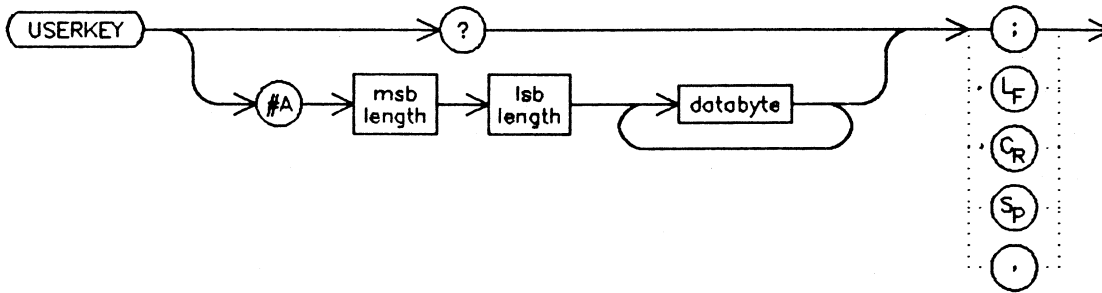 USERKEY
?
;
#A
msb
length
lsb
length
databyte
LF
CR
SP
,